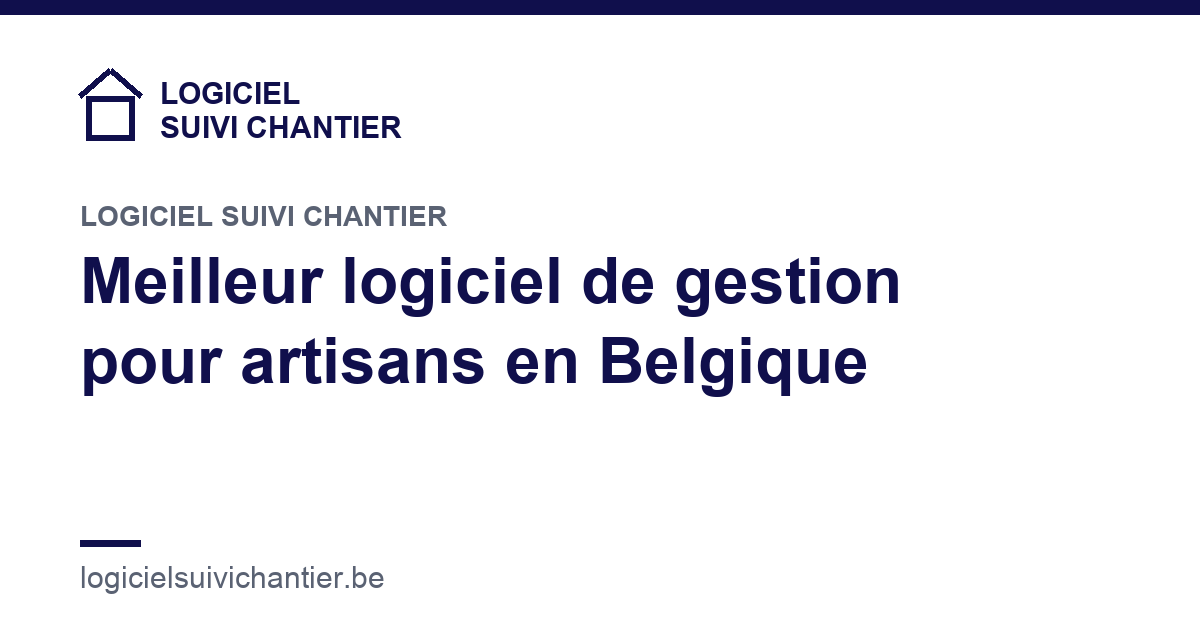 LOGICIEL
SUIVI CHANTIER
LOGICIEL SUIVI CHANTIER
Meilleur logiciel de gestion
pour artisans en Belgique
logicielsuivichantier.be